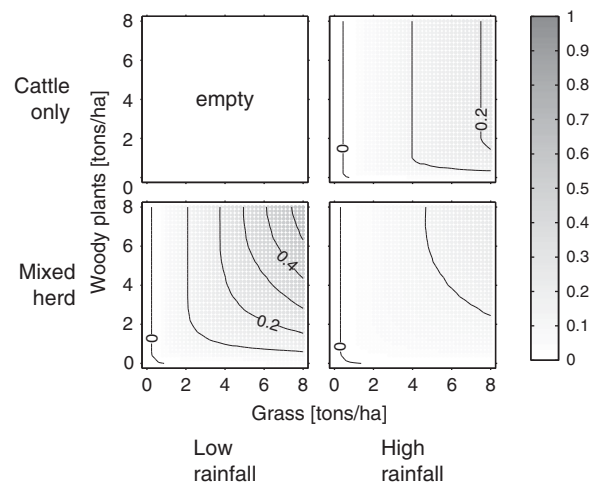 1
0.9
8
0.8
Cattle
only
6
0.7
4
empty
0.6
2
0.2
0.5
0
0
Woody plants [tons/ha]
8
0.4
Mixed
herd
6
0.4
0.3
4
0.2
2
0.2
0.1
0
0
0
0
0 2 4 6 8
0 2 4 6 8
Grass [tons/ha]
Low
rainfall
High
rainfall